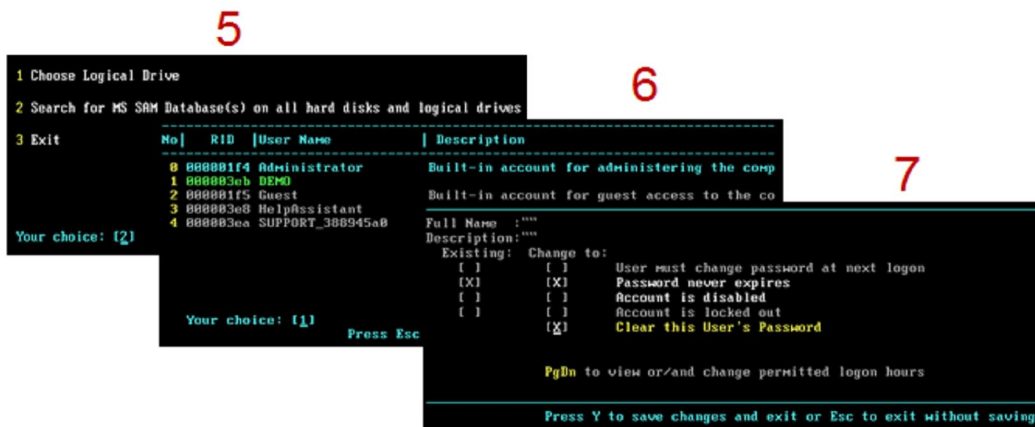 5
1 Choose Logical Drive
2 Search for MS SAM Database(s) on all hard disks and logical drives
3 Exit
Your choice: [2]
6
No| RID |User Name | Description
0 000001f4 Administrator Built-in account for administering the comp
1 000003eb DEMO
2 000001f5 Guest Built-in account for guest access to the co
3 000003e8 HelpAssistant
4 000003ea SUPPORT_388945a0
Your choice: [1]
Press Esc
7
Full Name :""
Description:""
Existing: Change to:
[ ] [ ] User must change password at next logon
[X] [X] Password never expires
[ ] [ ] Account is disabled
[ ] [ ] Account is locked out
[X] Clear this User's Password
PgDn to view or/and change permitted logon hours
Press Y to save changes and exit or Esc to exit without saving